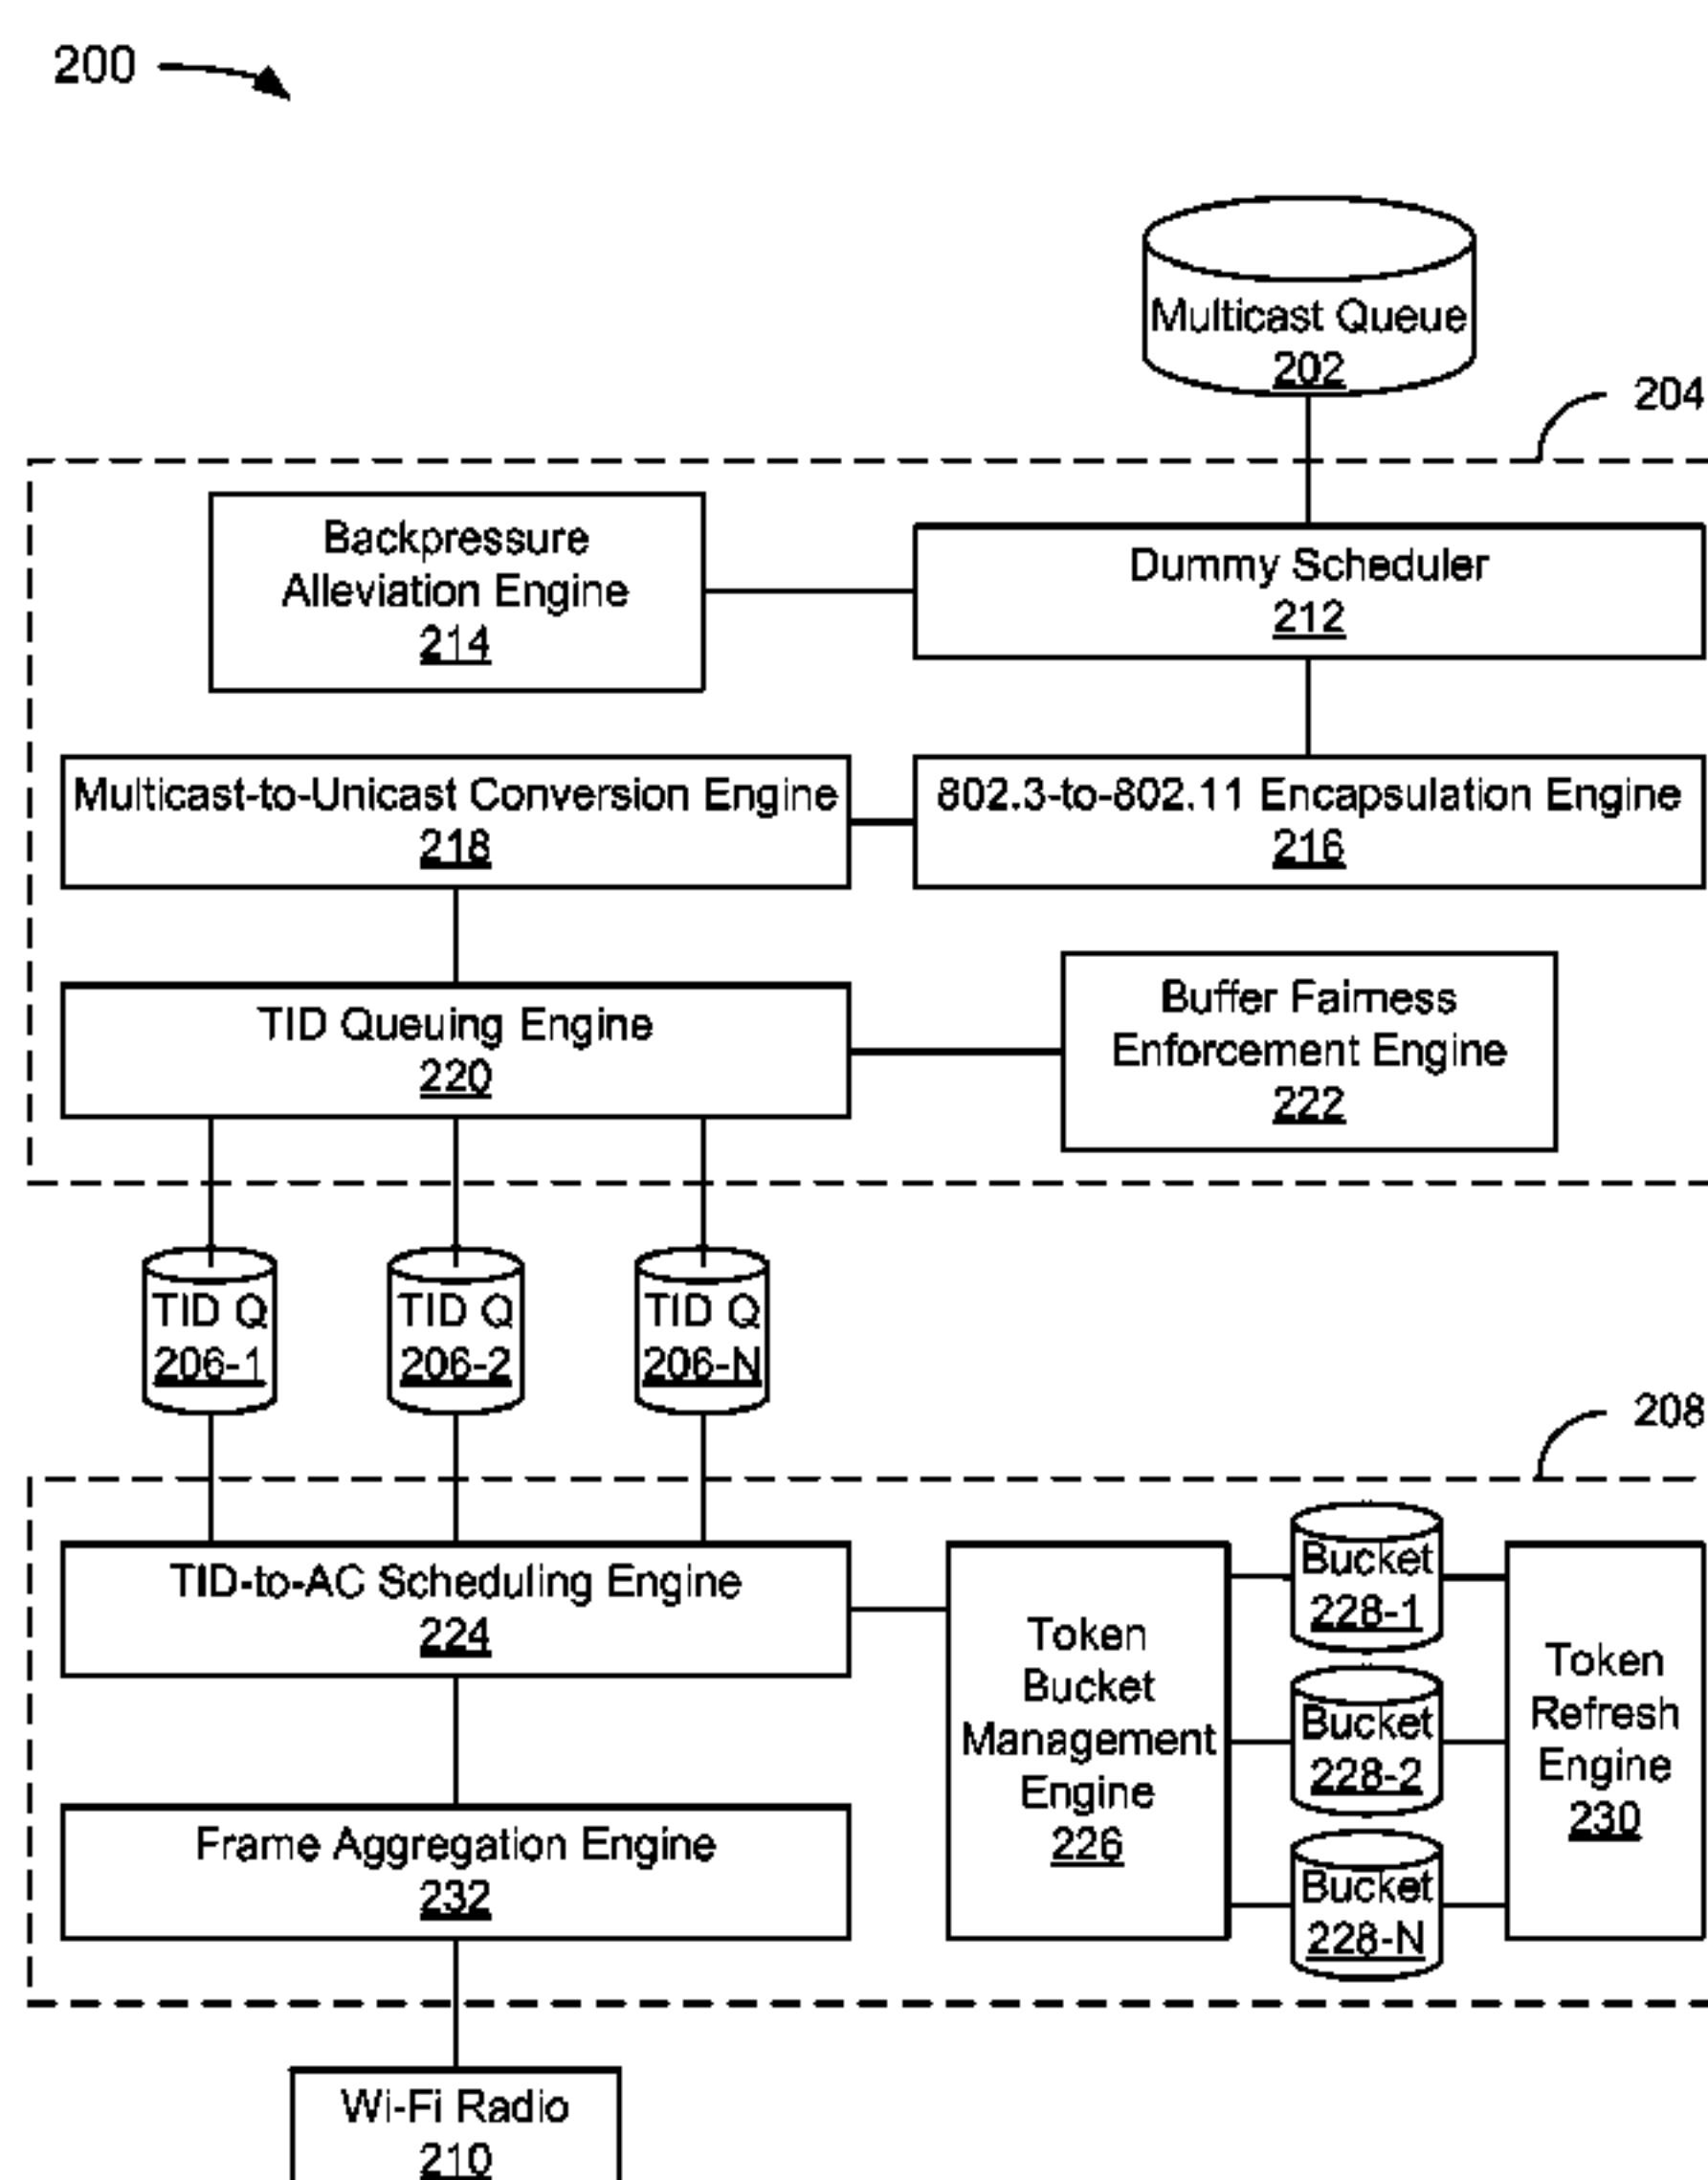 200
Multicast Queue
202
204
Backpressure
Alleviation Engine
214
Dummy Scheduler
212
Multicast-to-Unicast Conversion Engine
218
802.3-to-802.11 Encapsulation Engine
216
TID Queuing Engine
220
Buffer Fairness
Enforcement Engine
222
TID Q
206-1
TID Q
206-2
TID Q
206-N
208
TID-to-AC Scheduling Engine
224
Token
Bucket
Management
Engine
226
Bucket
228-1
Bucket
228-2
Bucket
228-N
Token
Refresh
Engine
230
Frame Aggregation Engine
232
Wi-Fi Radio
210